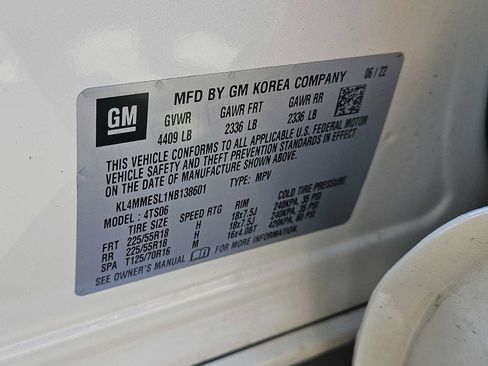 GM
MFD BY GM KOREA COMPANY 06 / 22
GVWR GAWR FRT GAWR RR
4409 LB 2336 LB 2336 LB
THIS VEHICLE CONFORMS TO ALL APPLICABLE U.S. FEDERAL MOTOR
VEHICLE SAFETY AND THEFT PREVENTION STANDARDS IN EFFECT
ON THE DATE OF MANUFACTURE SHOWN ABOVE.
KL4MMESL1NB138601 TYPE: MPV
MODEL: 4TS06
TIRE SIZE SPEED RTG RIM COLD TIRE PRESSURE
FRT 225/55R18 H 18x7.5J 240KPA, 35 PSI
RR 225/55R18 H 18x7.5J 240KPA, 35 PSI
SPA T125/70R16 M 16x4.0BT 420KPA, 60 PSI
SEE OWNER'S MANUAL FOR ADDITIONAL INFORMATION.